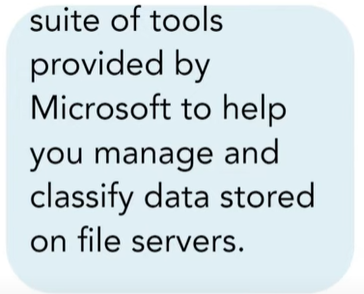 suite of tools
provided by
Microsoft to help
you manage and
classify data stored
on file servers.